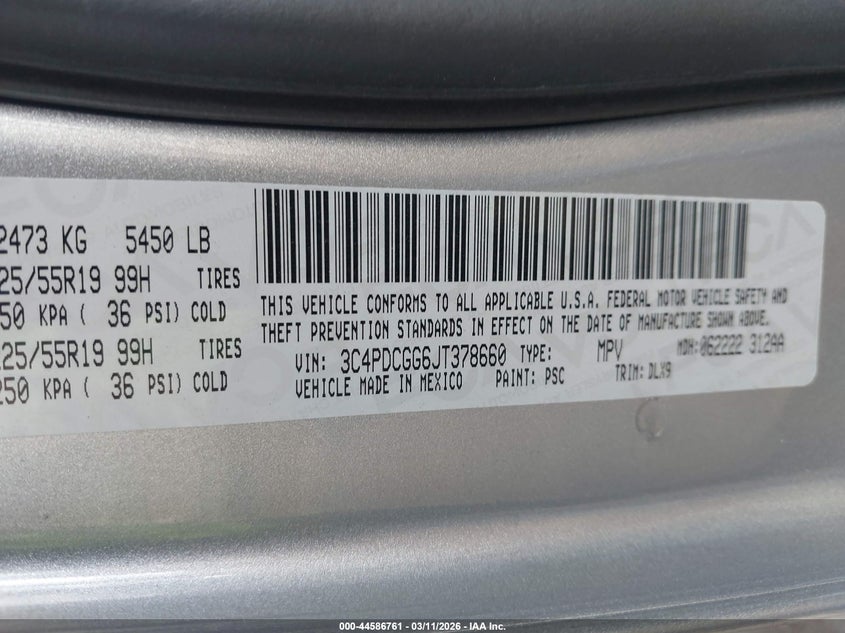 2473 KG 5450 LB
25/55R19 99H TIRES
50 KPA ( 36 PSI) COLD
25/55R19 99H TIRES
250 KPA ( 36 PSI) COLD
THIS VEHICLE CONFORMS TO ALL APPLICABLE U.S.A. FEDERAL MOTOR VEHICLE SAFETY AND
THEFT PREVENTION STANDARDS IN EFFECT ON THE DATE OF MANUFACTURE SHOWN ABOVE.
VIN: 3C4PDCGG6JT378660 TYPE: MPV MDH:062222 312AA
VEHICLE MADE IN MEXICO PAINT: PSC TRIM: DLX9
000-44586761 - 03/11/2026 - IAA Inc.